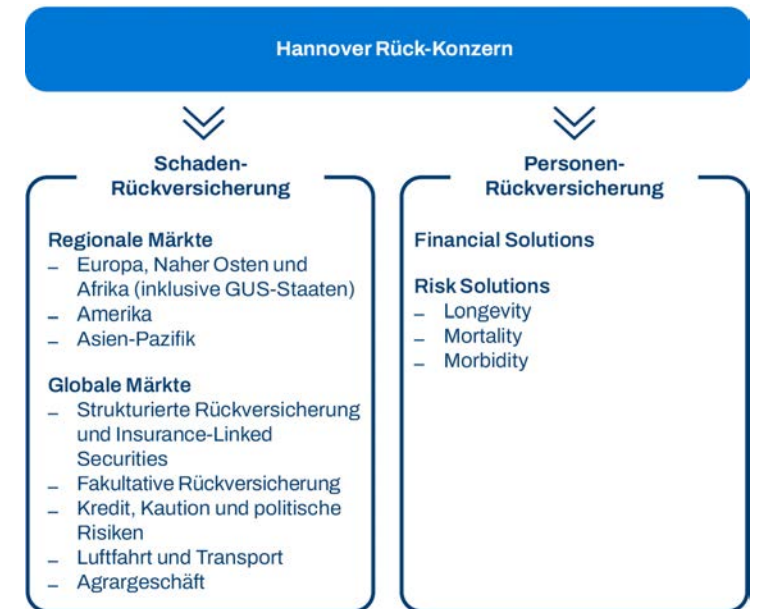 Hannover Rück-Konzern
Schaden-
Rückversicherung
Regionale Märkte
– Europa, Naher Osten und
Afrika (inklusive GUS-Staaten)
– Amerika
– Asien-Pazifik
Globale Märkte
– Strukturierte Rückversicherung
und Insurance-Linked
Securities
– Fakultative Rückversicherung
– Kredit, Kaution und politische
Risiken
– Luftfahrt und Transport
– Agrargeschäft
Personen-
Rückversicherung
Financial Solutions
Risk Solutions
– Longevity
– Mortality
– Morbidity